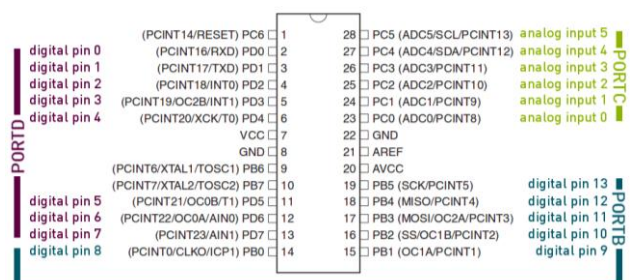 (PCINT14/RESET) PC6 1 28 PC5 (ADC5/SCL/PCINT13) analog input 5
digital pin 0 (PCINT16/RXD) PD0 2 27 PC4 (ADC4/SDA/PCINT12) analog input 4
digital pin 1 (PCINT17/TXD) PD1 3 26 PC3 (ADC3/PCINT11) analog input 3
digital pin 2 (PCINT18/INT0) PD2 4 25 PC2 (ADC2/PCINT10) analog input 2
digital pin 3 (PCINT19/OC2B/INT1) PD3 5 24 PC1 (ADC1/PCINT9) analog input 1
digital pin 4 (PCINT20/XCK/T0) PD4 6 23 PC0 (ADC0/PCINT8) analog input 0
VCC 7 22 GND
GND 8 21 AREF
(PCINT6/XTAL1/TOSC1) PB6 9 20 AVCC
(PCINT7/XTAL2/TOSC2) PB7 10 19 PB5 (SCK/PCINT5) digital pin 13
digital pin 5 (PCINT21/OC0B/T1) PD5 11 18 PB4 (MISO/PCINT4) digital pin 12
digital pin 6 (PCINT22/OC0A/AIN0) PD6 12 17 PB3 (MOSI/OC2A/PCINT3) digital pin 11
digital pin 7 (PCINT23/AIN1) PD7 13 16 PB2 (SS/OC1B/PCINT2) digital pin 10
digital pin 8 (PCINT0/CLKO/ICP1) PB0 14 15 PB1 (OC1A/PCINT1) digital pin 9
PORTD
PORTC
PORTB